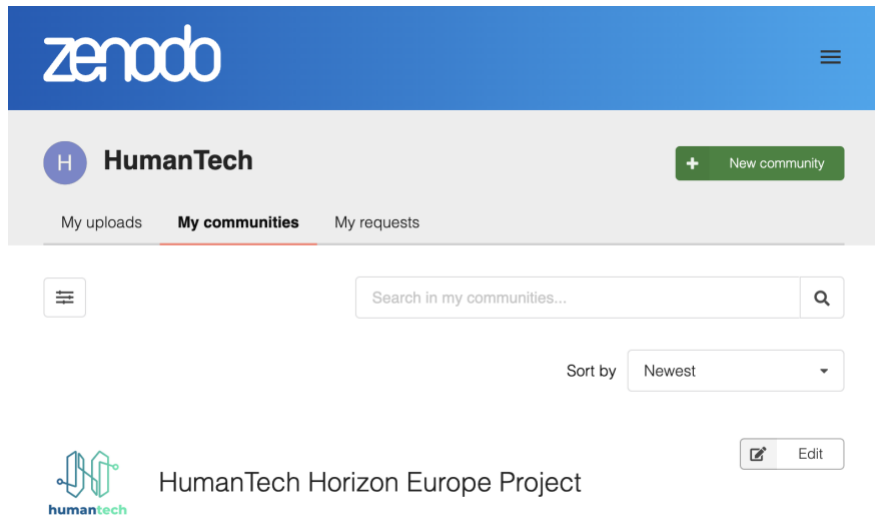 zenodo
H HumanTech
New community
My uploads My communities My requests
Search in my communities...
Sort by Newest
Edit
HumanTech Horizon Europe Project
humantech